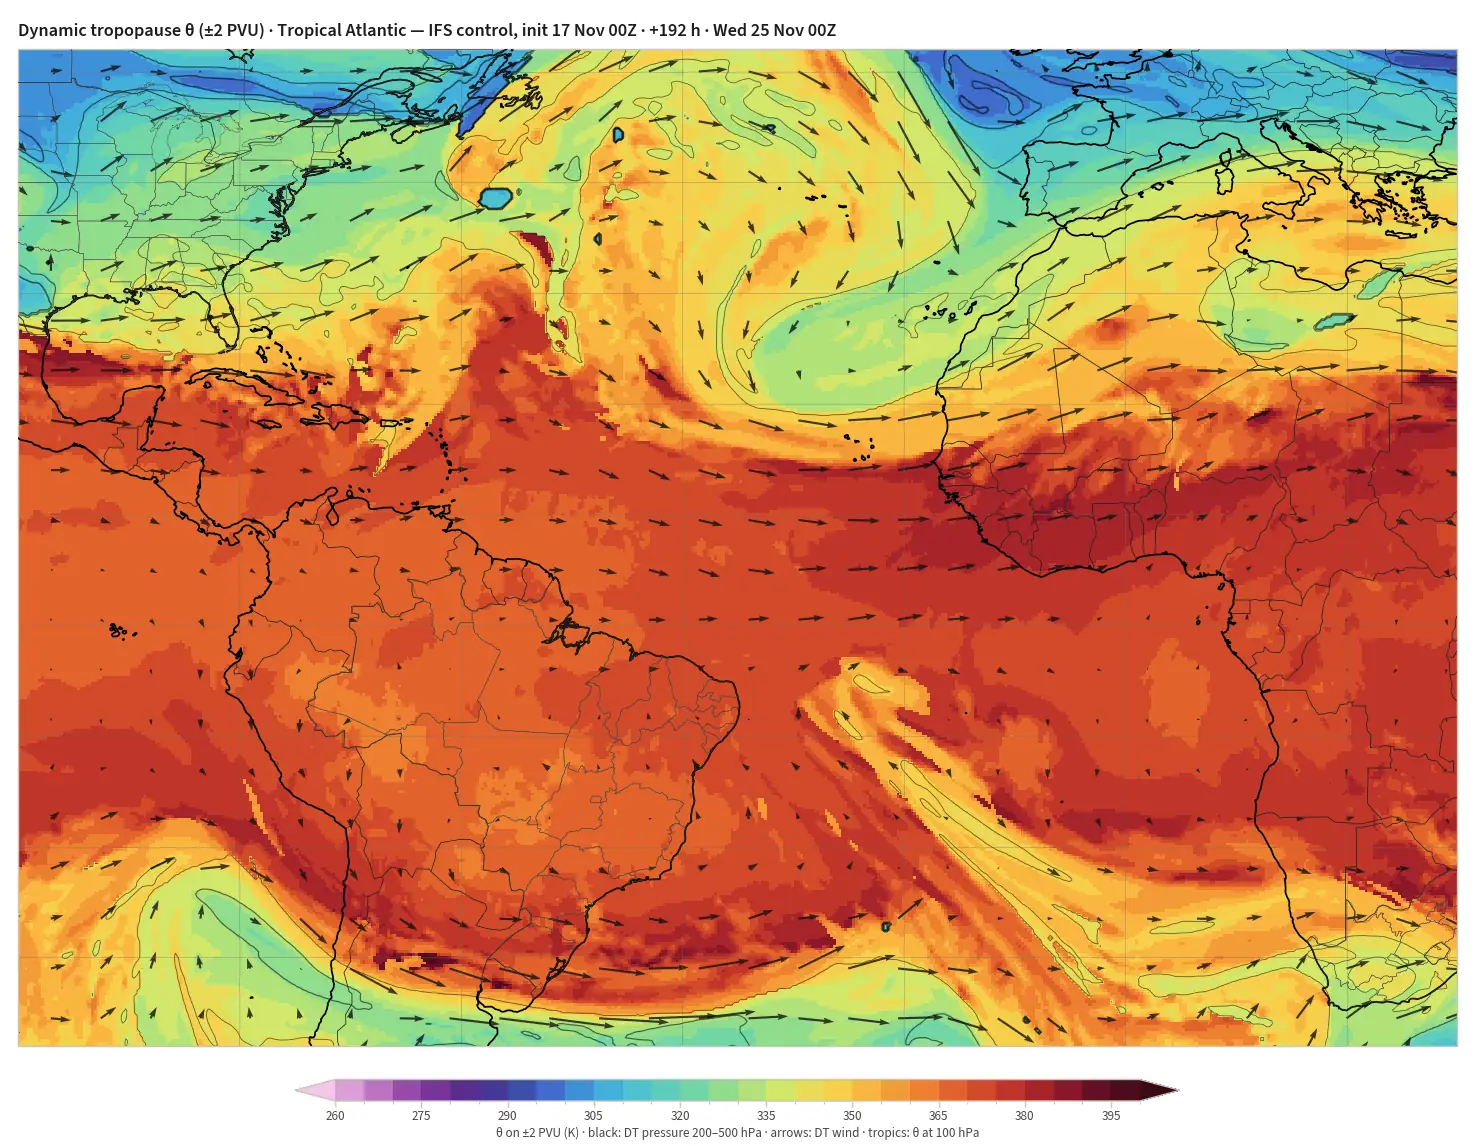 Dynamic tropopause θ (±2 PVU) · Tropical Atlantic — IFS control, init 17 Nov 00Z · +192 h · Wed 25 Nov 00Z
260 275 290 305 320 335 350 365 380 395
θ on ±2 PVU (K) · black: DT pressure 200–500 hPa · arrows: DT wind · tropics: θ at 100 hPa